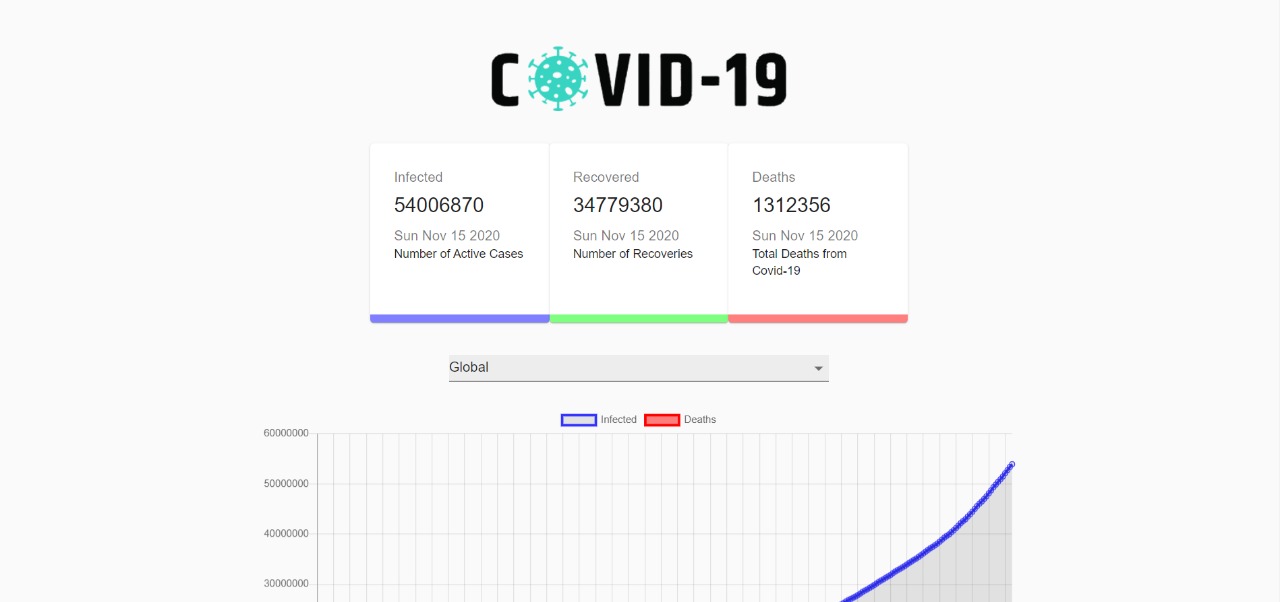 COVID-19
Infected
Recovered
Deaths
54006870
34779380
1312356
Sun Nov 15 2020
Sun Nov 15 2020
Sun Nov 15 2020
Number of Active Cases
Number of Recoveries
Total Deaths from
Covid-19
Global
Infected
Deaths
60000000
50000000
40000000
30000000